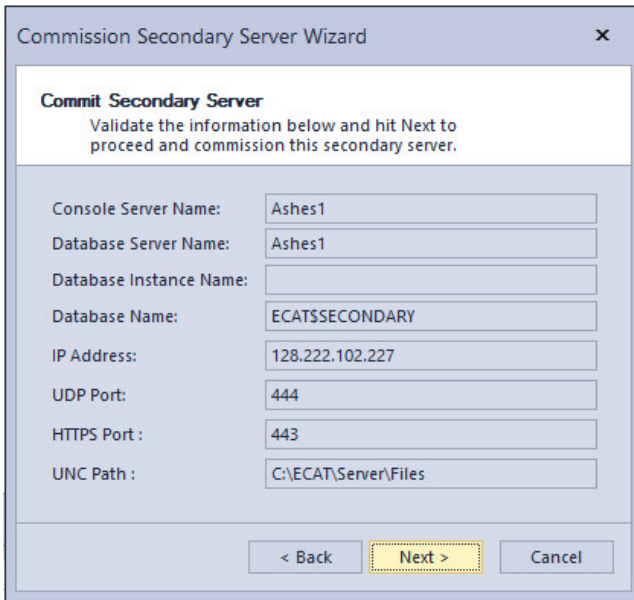 Commission Secondary Server Wizard
Commit Secondary Server
Validate the information below and hit Next to
proceed and commission this secondary server.
Console Server Name: Ashes1
Database Server Name: Ashes1
Database Instance Name:
Database Name: ECAT$SECONDARY
IP Address: 128.222.102.227
UDP Port: 444
HTTPS Port : 443
UNC Path : C:\ECAT\Server\Files
< Back Next > Cancel